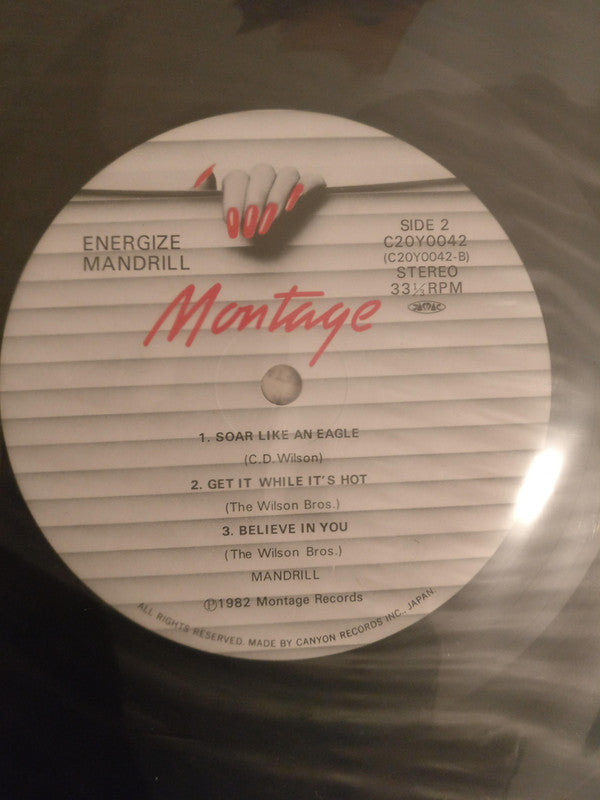 ENERGIZE
MANDRILL
SIDE 2
C20Y0042
(C20Y0042-B)
STEREO
33⅓RPM
JASRAC
Montage
1. SOAR LIKE AN EAGLE
(C.D.Wilson)
2. GET IT WHILE IT'S HOT
(The Wilson Bros.)
3. BELIEVE IN YOU
(The Wilson Bros.)
MANDRILL
Ⓟ1982 Montage Records
ALL RIGHTS RESERVED. MADE BY CANYON RECORDS INC., JAPAN.